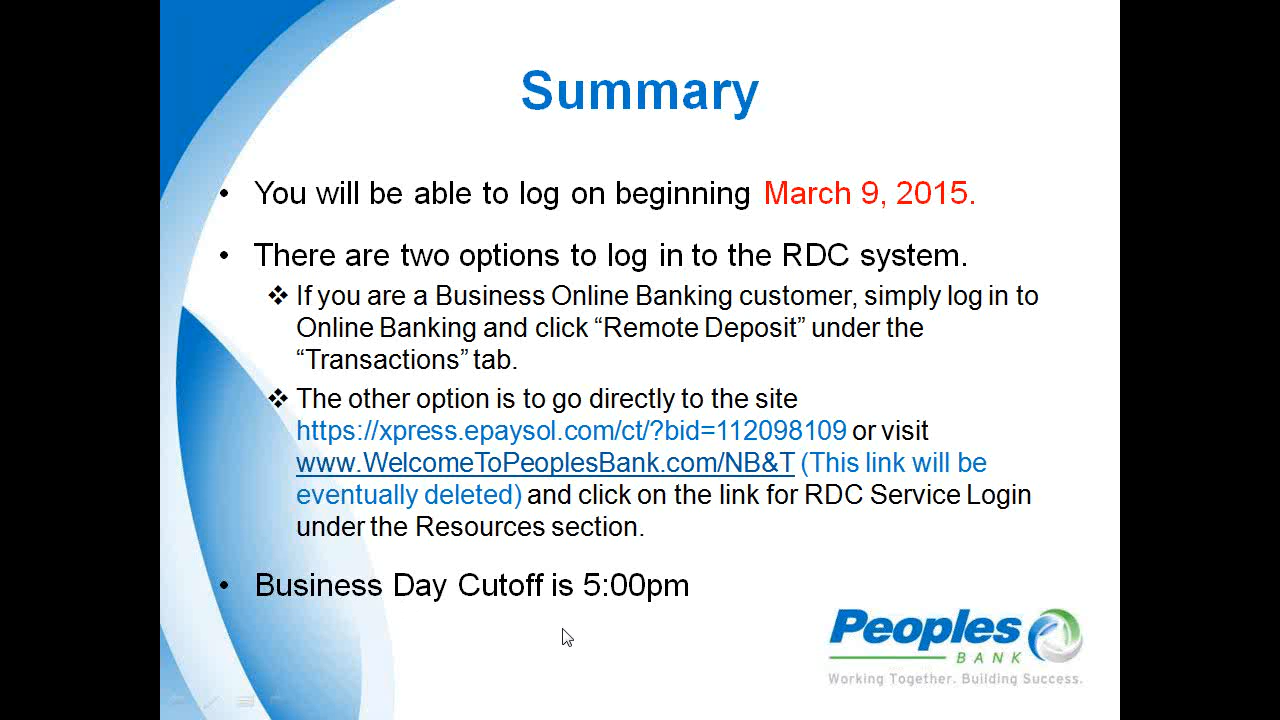 Summary
• You will be able to log on beginning March 9, 2015.
• There are two options to log in to the RDC system.
❖ If you are a Business Online Banking customer, simply log in to
Online Banking and click “Remote Deposit” under the
“Transactions” tab.
❖ The other option is to go directly to the site
https://xpress.epaysol.com/ct/?bid=112098109 or visit
www.WelcomeToPeoplesBank.com/NB&T (This link will be
eventually deleted) and click on the link for RDC Service Login
under the Resources section.
• Business Day Cutoff is 5:00pm
Peoples
BANK
Working Together. Building Success.